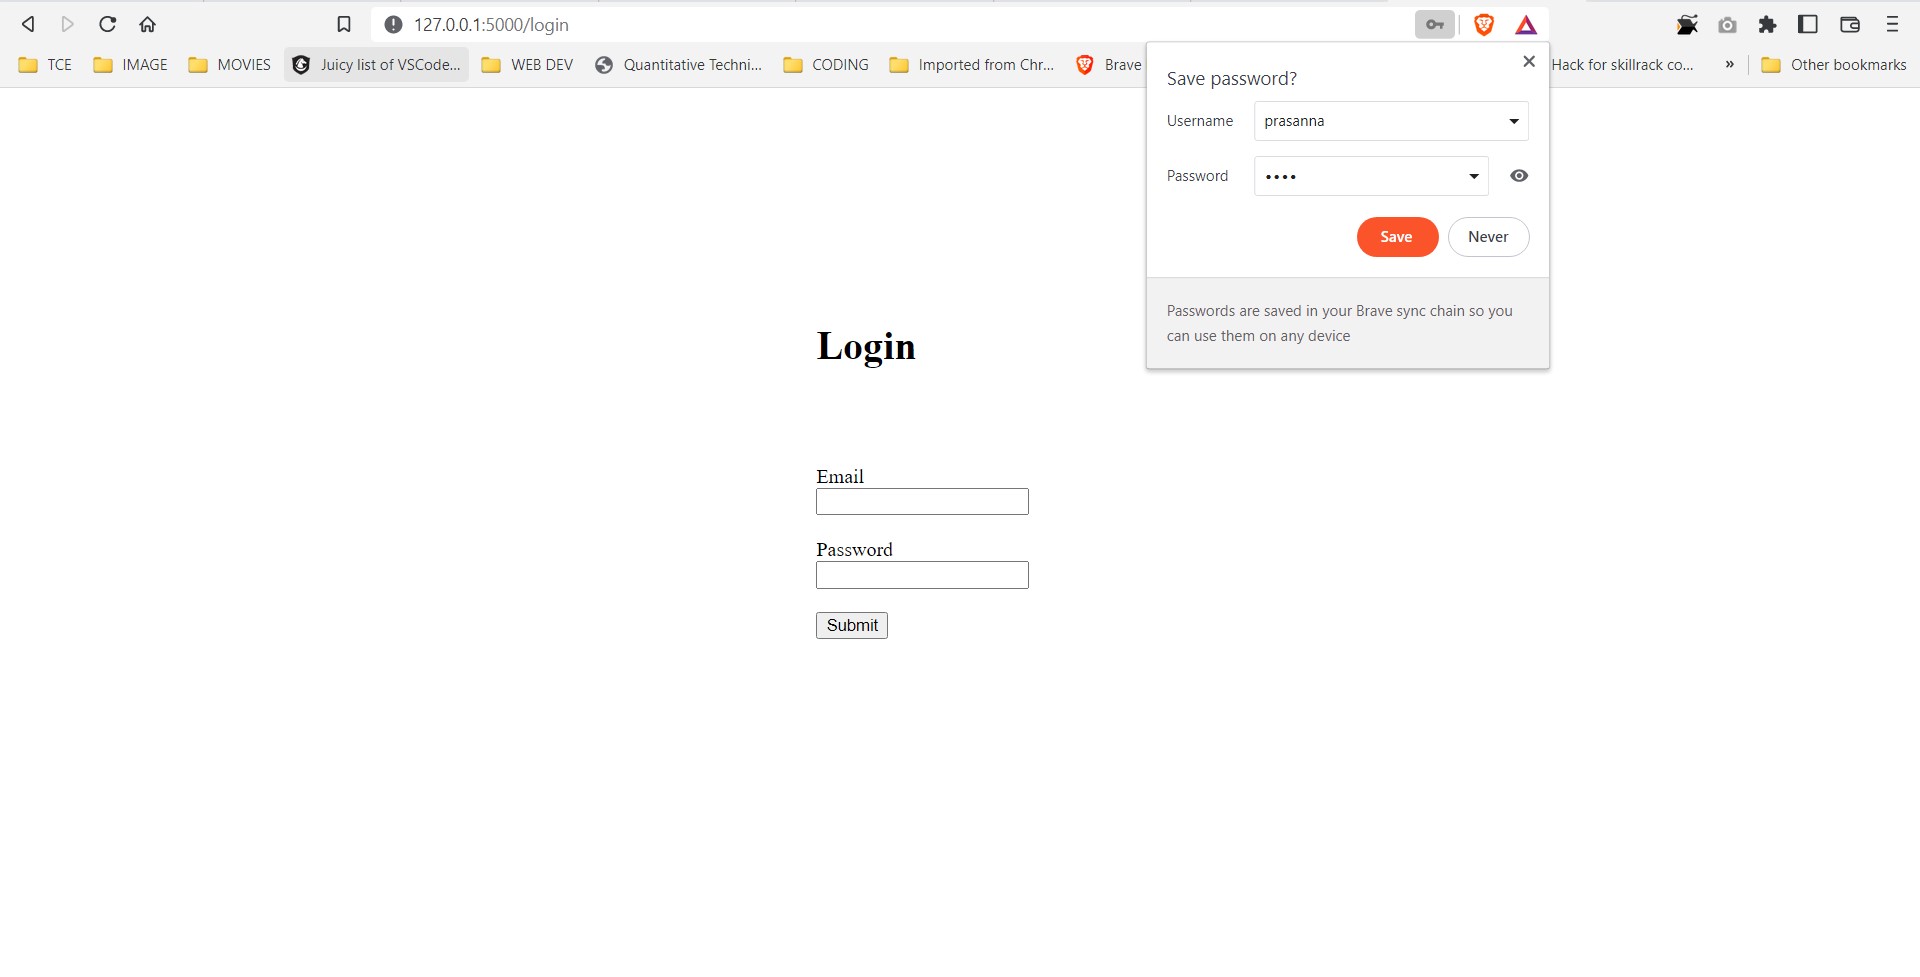 127.0.0.1:5000/login
TCE IMAGE MOVIES Juicy list of VSCode... WEB DEV Quantitative Techni... CODING Imported from Chr... Brave Hack for skillrack co... » Other bookmarks
Save password?
Username prasanna
Password ••••
Save Never
Passwords are saved in your Brave sync chain so you
can use them on any device
Login
Email
Password
Submit